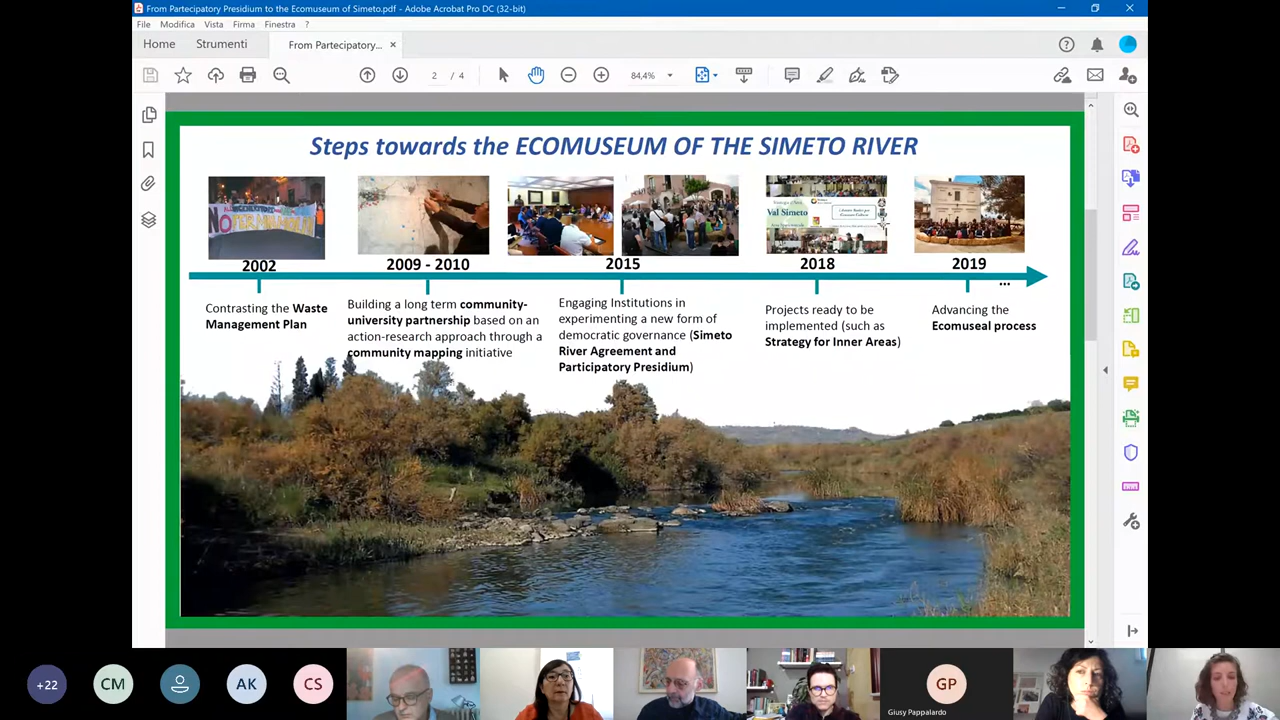 From Partecipatory Presidium to the Ecomuseum of Simeto.pdf - Adobe Acrobat Pro DC (32-bit)
File Modifica Vista Firma Finestra ?
Home Strumenti From Partecipatory... ×
2 / 4 84,4%
Steps towards the ECOMUSEUM OF THE SIMETO RIVER
NO
Val Simeto
2002 2009 - 2010 2015 2018 2019
...
Contrasting the Waste
Management Plan
Building a long term community-
university partnership based on an
action-research approach through a
community mapping initiative
Engaging Institutions in
experimenting a new form of
democratic governance (Simeto
River Agreement and
Participatory Presidium)
Projects ready to be
implemented (such as
Strategy for Inner Areas)
Advancing the
Ecomuseal process
+22 CM AK CS GP
Giusy Pappalardo